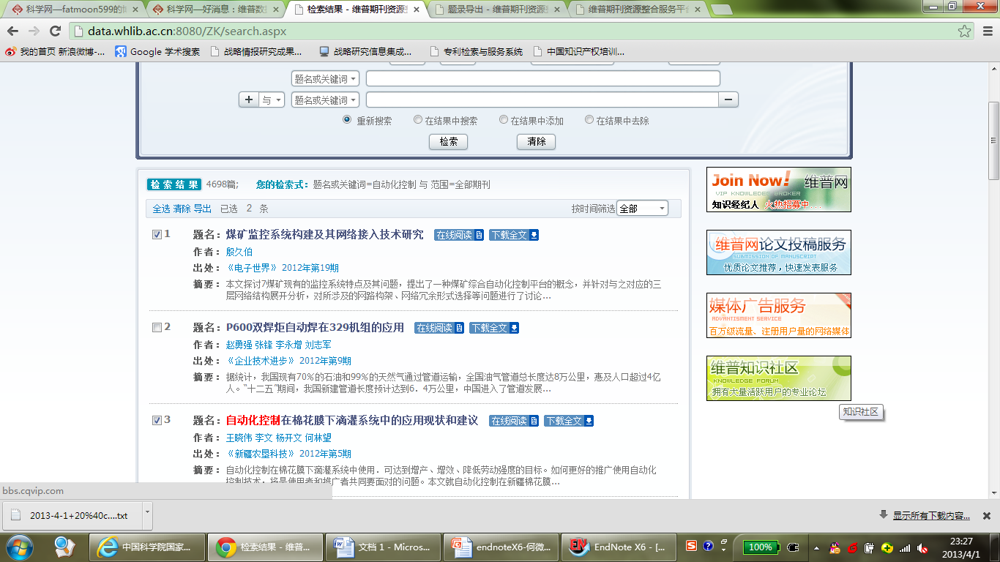 科学网—fatmoon599的
科学网—好消息：维普数
检索结果 - 维普期刊资源
题录导出 - 维普期刊资源
维普期刊资源整合服务平
data.whlib.ac.cn:8080/ZK/search.aspx
我的首页 新浪微博-...
Google 学术搜索
战略情报研究成果...
战略研究信息集成...
专利检索与服务系统
中国知识产权培训...
题名或关键词
+ 与 题名或关键词 −
重新搜索 在结果中搜索 在结果中添加 在结果中去除
检索 清除
检索结果 4698篇; 您的检索式：题名或关键词=自动化控制 与 范围=全部期刊
全选 清除 导出 已选 2 条 按时间筛选 全部
1 题名：煤矿监控系统构建及其网络接入技术研究 在线阅读 下载全文
作者：殷久伯
出处：《电子世界》 2012年第19期
摘要：本文探讨7煤矿现有的监控系统特点及其问题，提出了一种煤矿综合自动化控制平台的概念，并针对与之对应的三
层网络结构展开分析，对所涉及的网路构架、网络冗余形式选择等问题进行了讨论...
2 题名：P600双焊炬自动焊在329机组的应用 在线阅读 下载全文
作者：赵勇强 张锋 李永增 刘志军
出处：《企业技术进步》 2012年第9期
摘要：据统计，我国现有70％的石油和99％的天然气通过管道运输，全国油气管道总长度达8万公里，惠及人口超过4亿
人。“十二五”期间，我国新建管道长度预计达到6．4万公里，中国进入了管道发展...
3 题名：自动化控制在棉花膜下滴灌系统中的应用现状和建议 在线阅读 下载全文
作者：王晓伟 李文 杨开文 何林望
出处：《新疆农垦科技》 2012年第5期
摘要：自动化控制在棉花膜下滴灌系统中使用．可达到增产、增效、降低劳动强度的目标。如何更好的推广使用自动化
控制技术，将是使用者和推广者共同要面对的问题。本文就自动化控制在新疆棉花膜...
Join Now! 维普网
VIP KNOWLEDGE BROKER
知识经纪人 火热招募中...
维普网论文投稿服务
SUBMISSION OF MANUSCRIPT
优质论文推荐，快速发表服务
媒体广告服务
ADVANTISMENT SERVICE
百万级流量、注册用户量的网络媒体
维普知识社区
KNOWLEDGE FORUM
拥有大量活跃用户的专业论坛
知识社区
bbs.cqvip.com
2013-4-1+20%40c....txt
显示所有下载内容...
中国科学院国家...
检索结果 - 维普...
文档 1 - Micros...
endnoteX6-何微...
EndNote X6 - [...
100%
23:27
2013/4/1